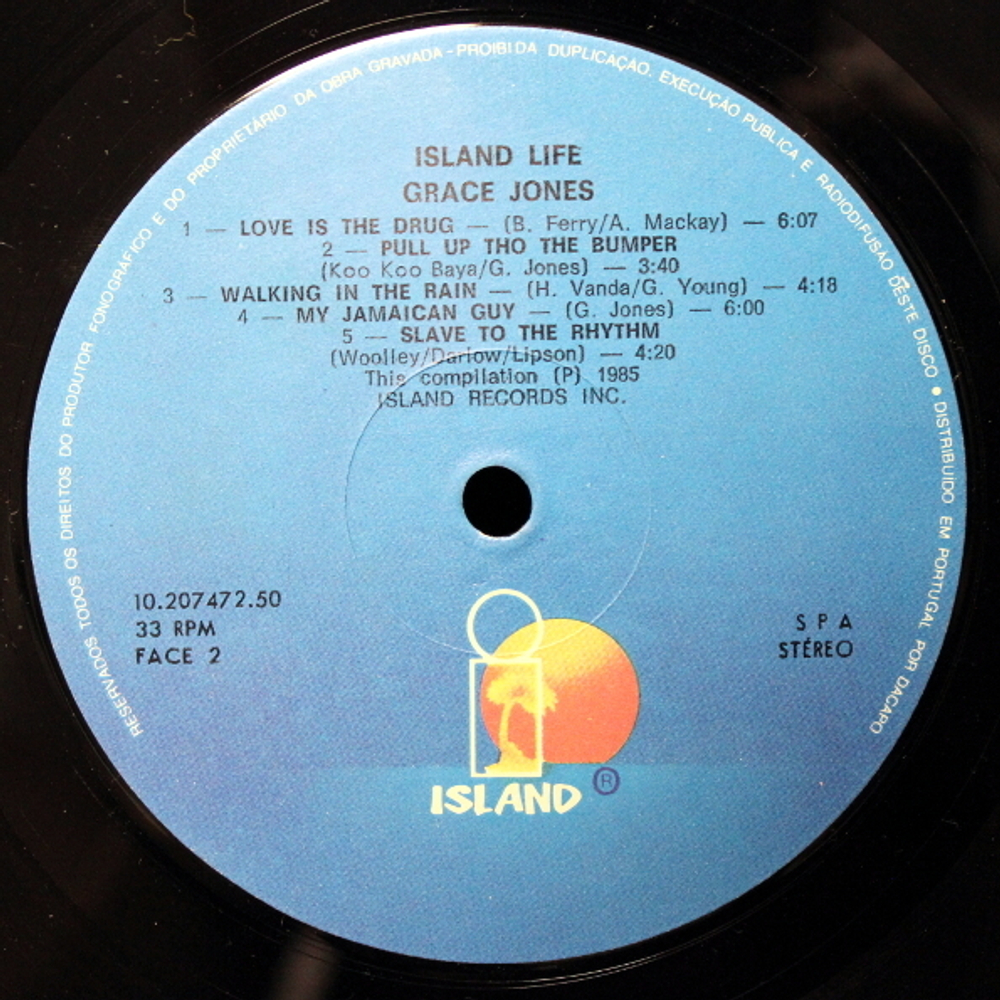 RESERVADOS TODOS OS DIREITOS DO PRODUTOR FONOGRAFICO E DO PROPRIETÁRIO DA OBRA GRAVADA - PROIBIDA DUPLICAÇÃO, EXECUÇÃO PUBLICA E RADIODIFUSÃO DESTE DISCO • DISTRIBUIDO EM PORTUGAL POR DACAPO
ISLAND LIFE
GRACE JONES
1 — LOVE IS THE DRUG — (B. Ferry/A. Mackay) — 6:07
2 — PULL UP THO THE BUMPER
(Koo Koo Baya/G. Jones) — 3:40
3 — WALKING IN THE RAIN — (H. Vanda/G. Young) — 4:18
4 — MY JAMAICAN GUY — (G. Jones) — 6:00
5 — SLAVE TO THE RHYTHM
(Woolley/Darlow/Lipson) — 4:20
This compilation (P) 1985
ISLAND RECORDS INC.
10.207472.50
33 RPM
FACE 2
S P A
STÉREO
ISLAND ®